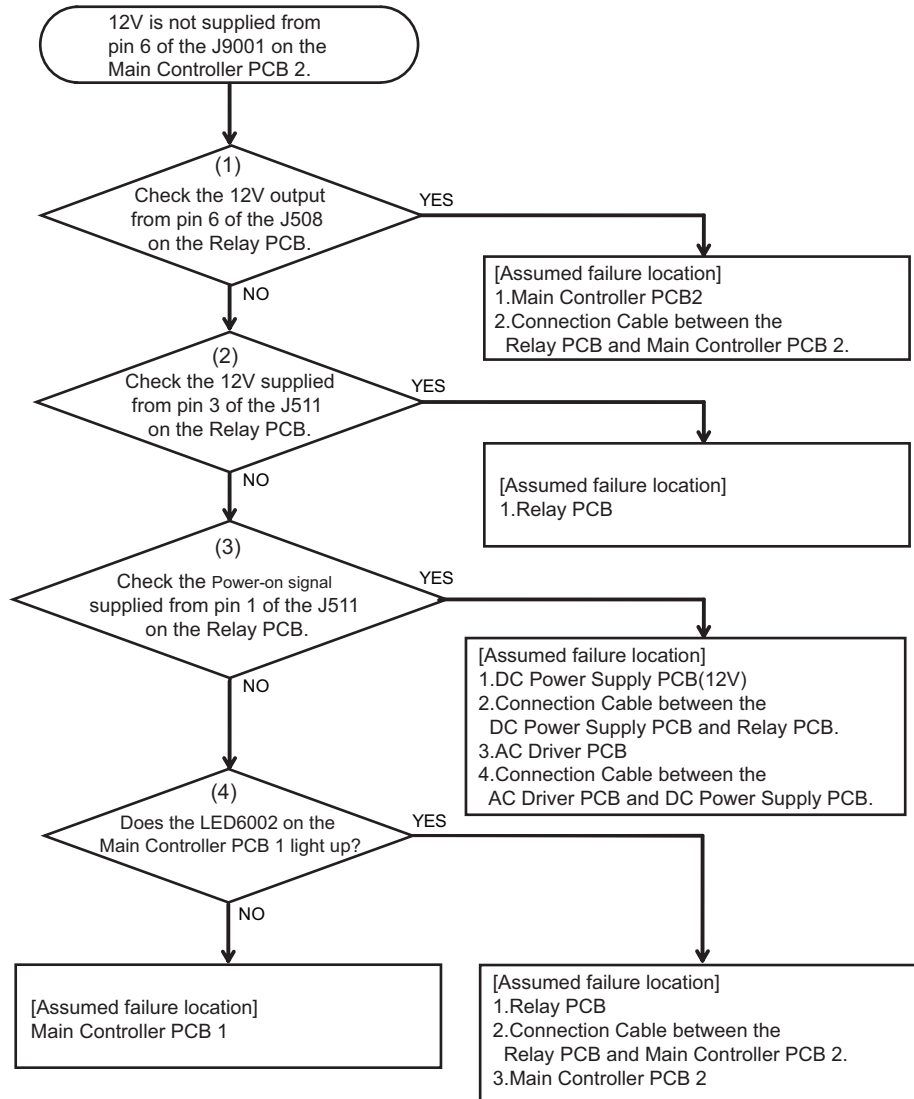 12V is not supplied from
pin 6 of the J9001 on the
Main Controller PCB 2.
(1)
Check the 12V output
from pin 6 of the J508
on the Relay PCB.
YES
NO
[Assumed failure location]
1.Main Controller PCB2
2.Connection Cable between the
Relay PCB and Main Controller PCB 2.
(2)
Check the 12V supplied
from pin 3 of the J511
on the Relay PCB.
YES
NO
[Assumed failure location]
1.Relay PCB
(3)
Check the Power-on signal
supplied from pin 1 of the J511
on the Relay PCB.
YES
NO
[Assumed failure location]
1.DC Power Supply PCB(12V)
2.Connection Cable between the
DC Power Supply PCB and Relay PCB.
3.AC Driver PCB
4.Connection Cable between the
AC Driver PCB and DC Power Supply PCB.
(4)
Does the LED6002 on the
Main Controller PCB 1 light up?
YES
NO
[Assumed failure location]
Main Controller PCB 1
[Assumed failure location]
1.Relay PCB
2.Connection Cable between the
Relay PCB and Main Controller PCB 2.
3.Main Controller PCB 2